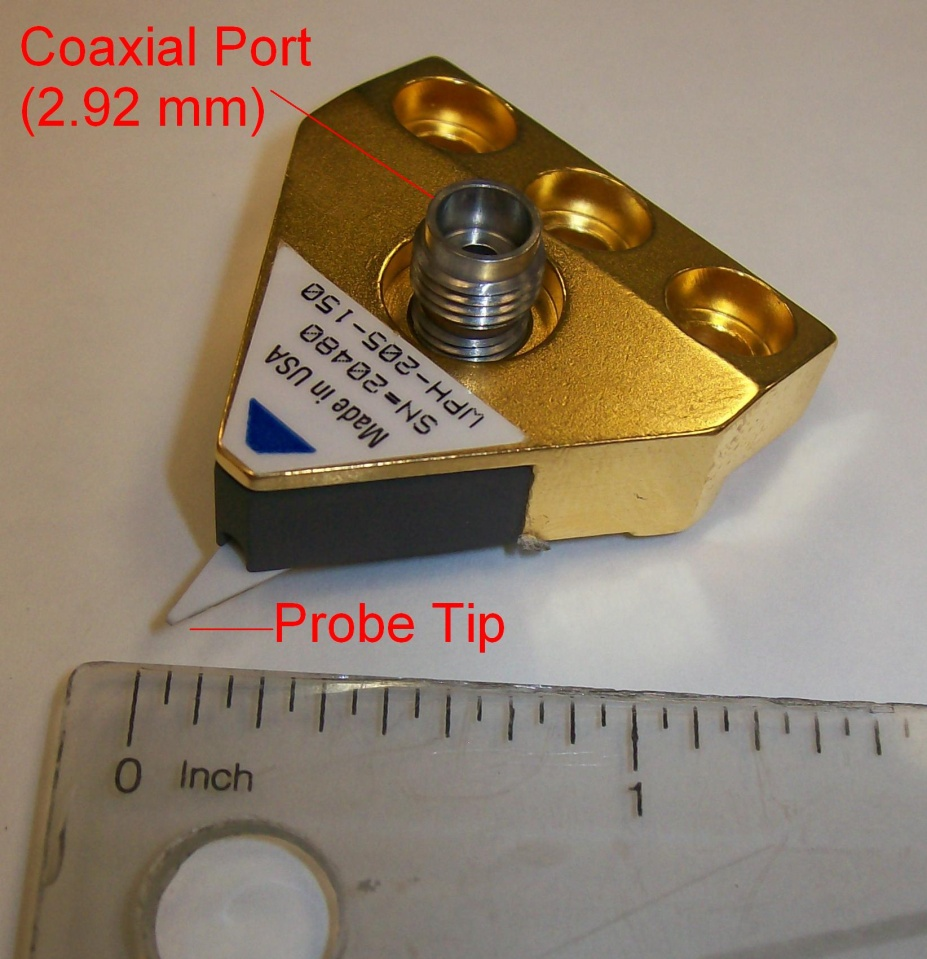 Coaxial Port
(2.92 mm)
WPH-205-150
SN=20480
Made in USA
Probe Tip
0 Inch
1